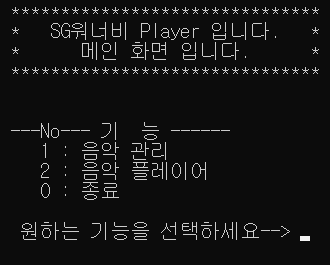 *******************************
*   SG워너비 Player 입니다.   *
*      메인 화면 입니다.      *
*******************************
---No--- 기  능 ------
1 : 음악 관리
2 : 음악 플레이어
0 : 종료
원하는 기능을 선택하세요--> _